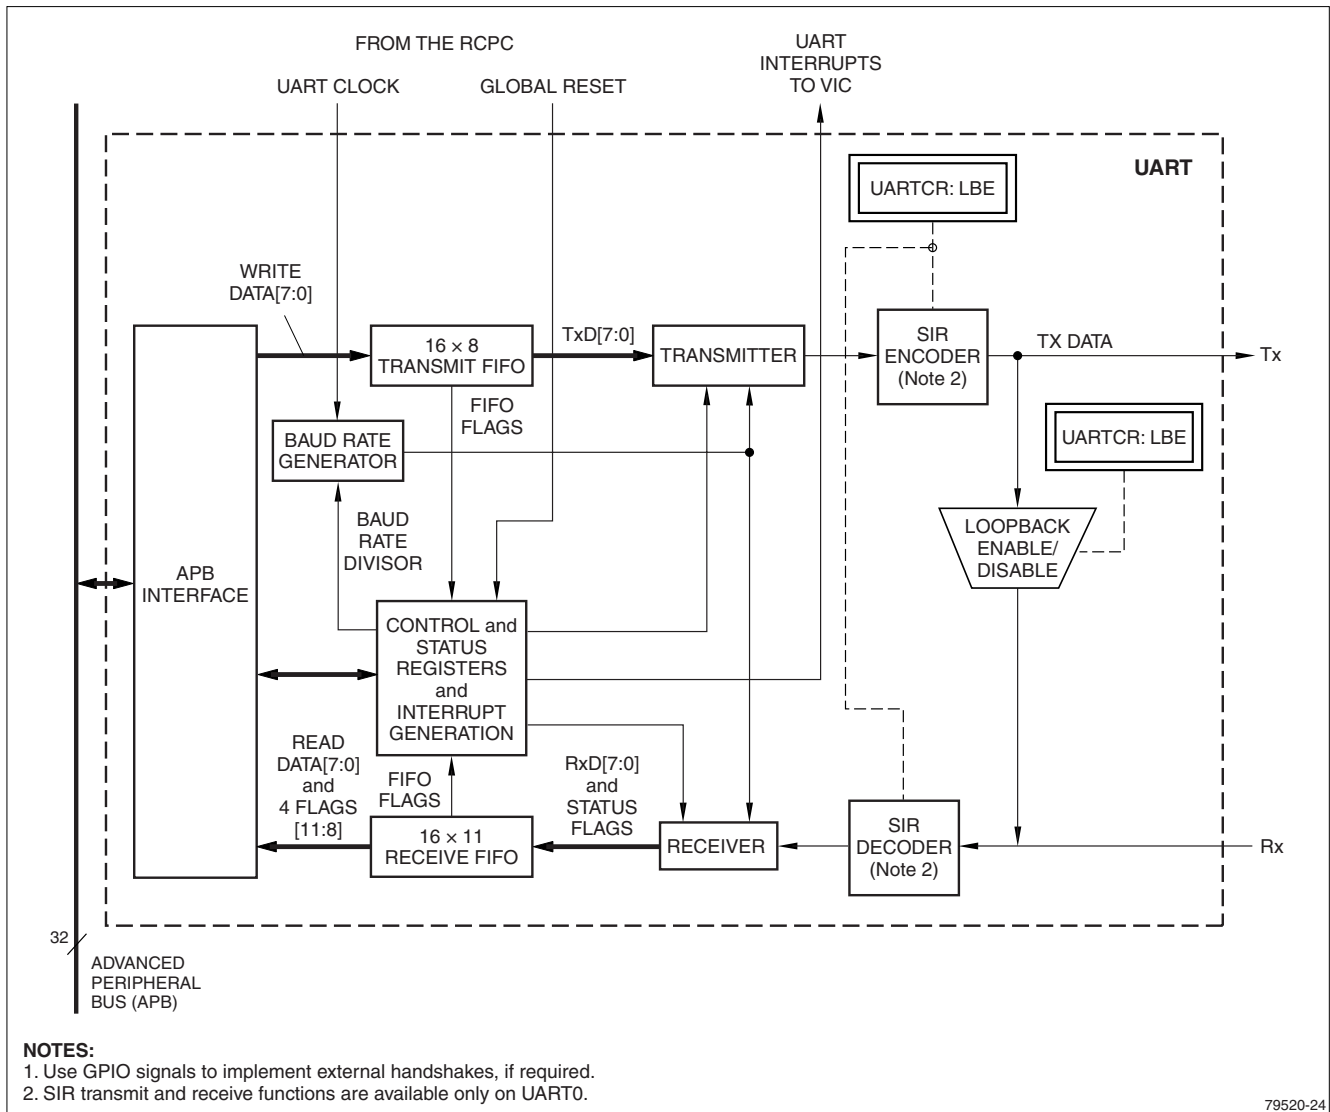 FROM THE RCPC
UART CLOCK
GLOBAL RESET
UART
INTERRUPTS
TO VIC
UART
UARTCR: LBE
WRITE
DATA[7:0]
16 × 8
TRANSMIT FIFO
TxD[7:0]
TRANSMITTER
SIR
ENCODER
(Note 2)
TX DATA
Tx
FIFO
FLAGS
BAUD RATE
GENERATOR
UARTCR: LBE
BAUD
RATE
DIVISOR
LOOPBACK
ENABLE/
DISABLE
APB
INTERFACE
CONTROL and
STATUS
REGISTERS
and
INTERRUPT
GENERATION
READ
DATA[7:0]
and
4 FLAGS
[11:8]
FIFO
FLAGS
16 × 11
RECEIVE FIFO
RxD[7:0]
and
STATUS
FLAGS
RECEIVER
SIR
DECODER
(Note 2)
Rx
32
ADVANCED
PERIPHERAL
BUS (APB)
NOTES:
1. Use GPIO signals to implement external handshakes, if required.
2. SIR transmit and receive functions are available only on UART0.
79520-24